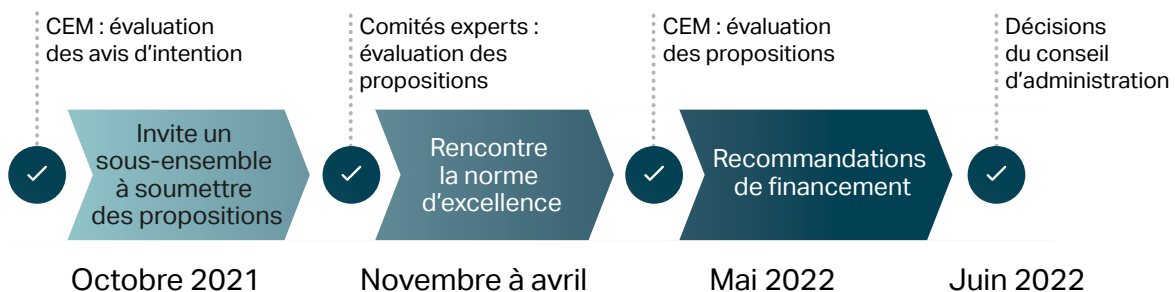 CEM : évaluation
des avis d’intention
Comités experts :
évaluation des
propositions
CEM : évaluation
des propositions
Décisions
du conseil
d’administration
Invite un
sous-ensemble
à soumettre
des propositions
Rencontre
la norme
d’excellence
Recommandations
de financement
Octobre 2021
Novembre à avril
Mai 2022
Juin 2022